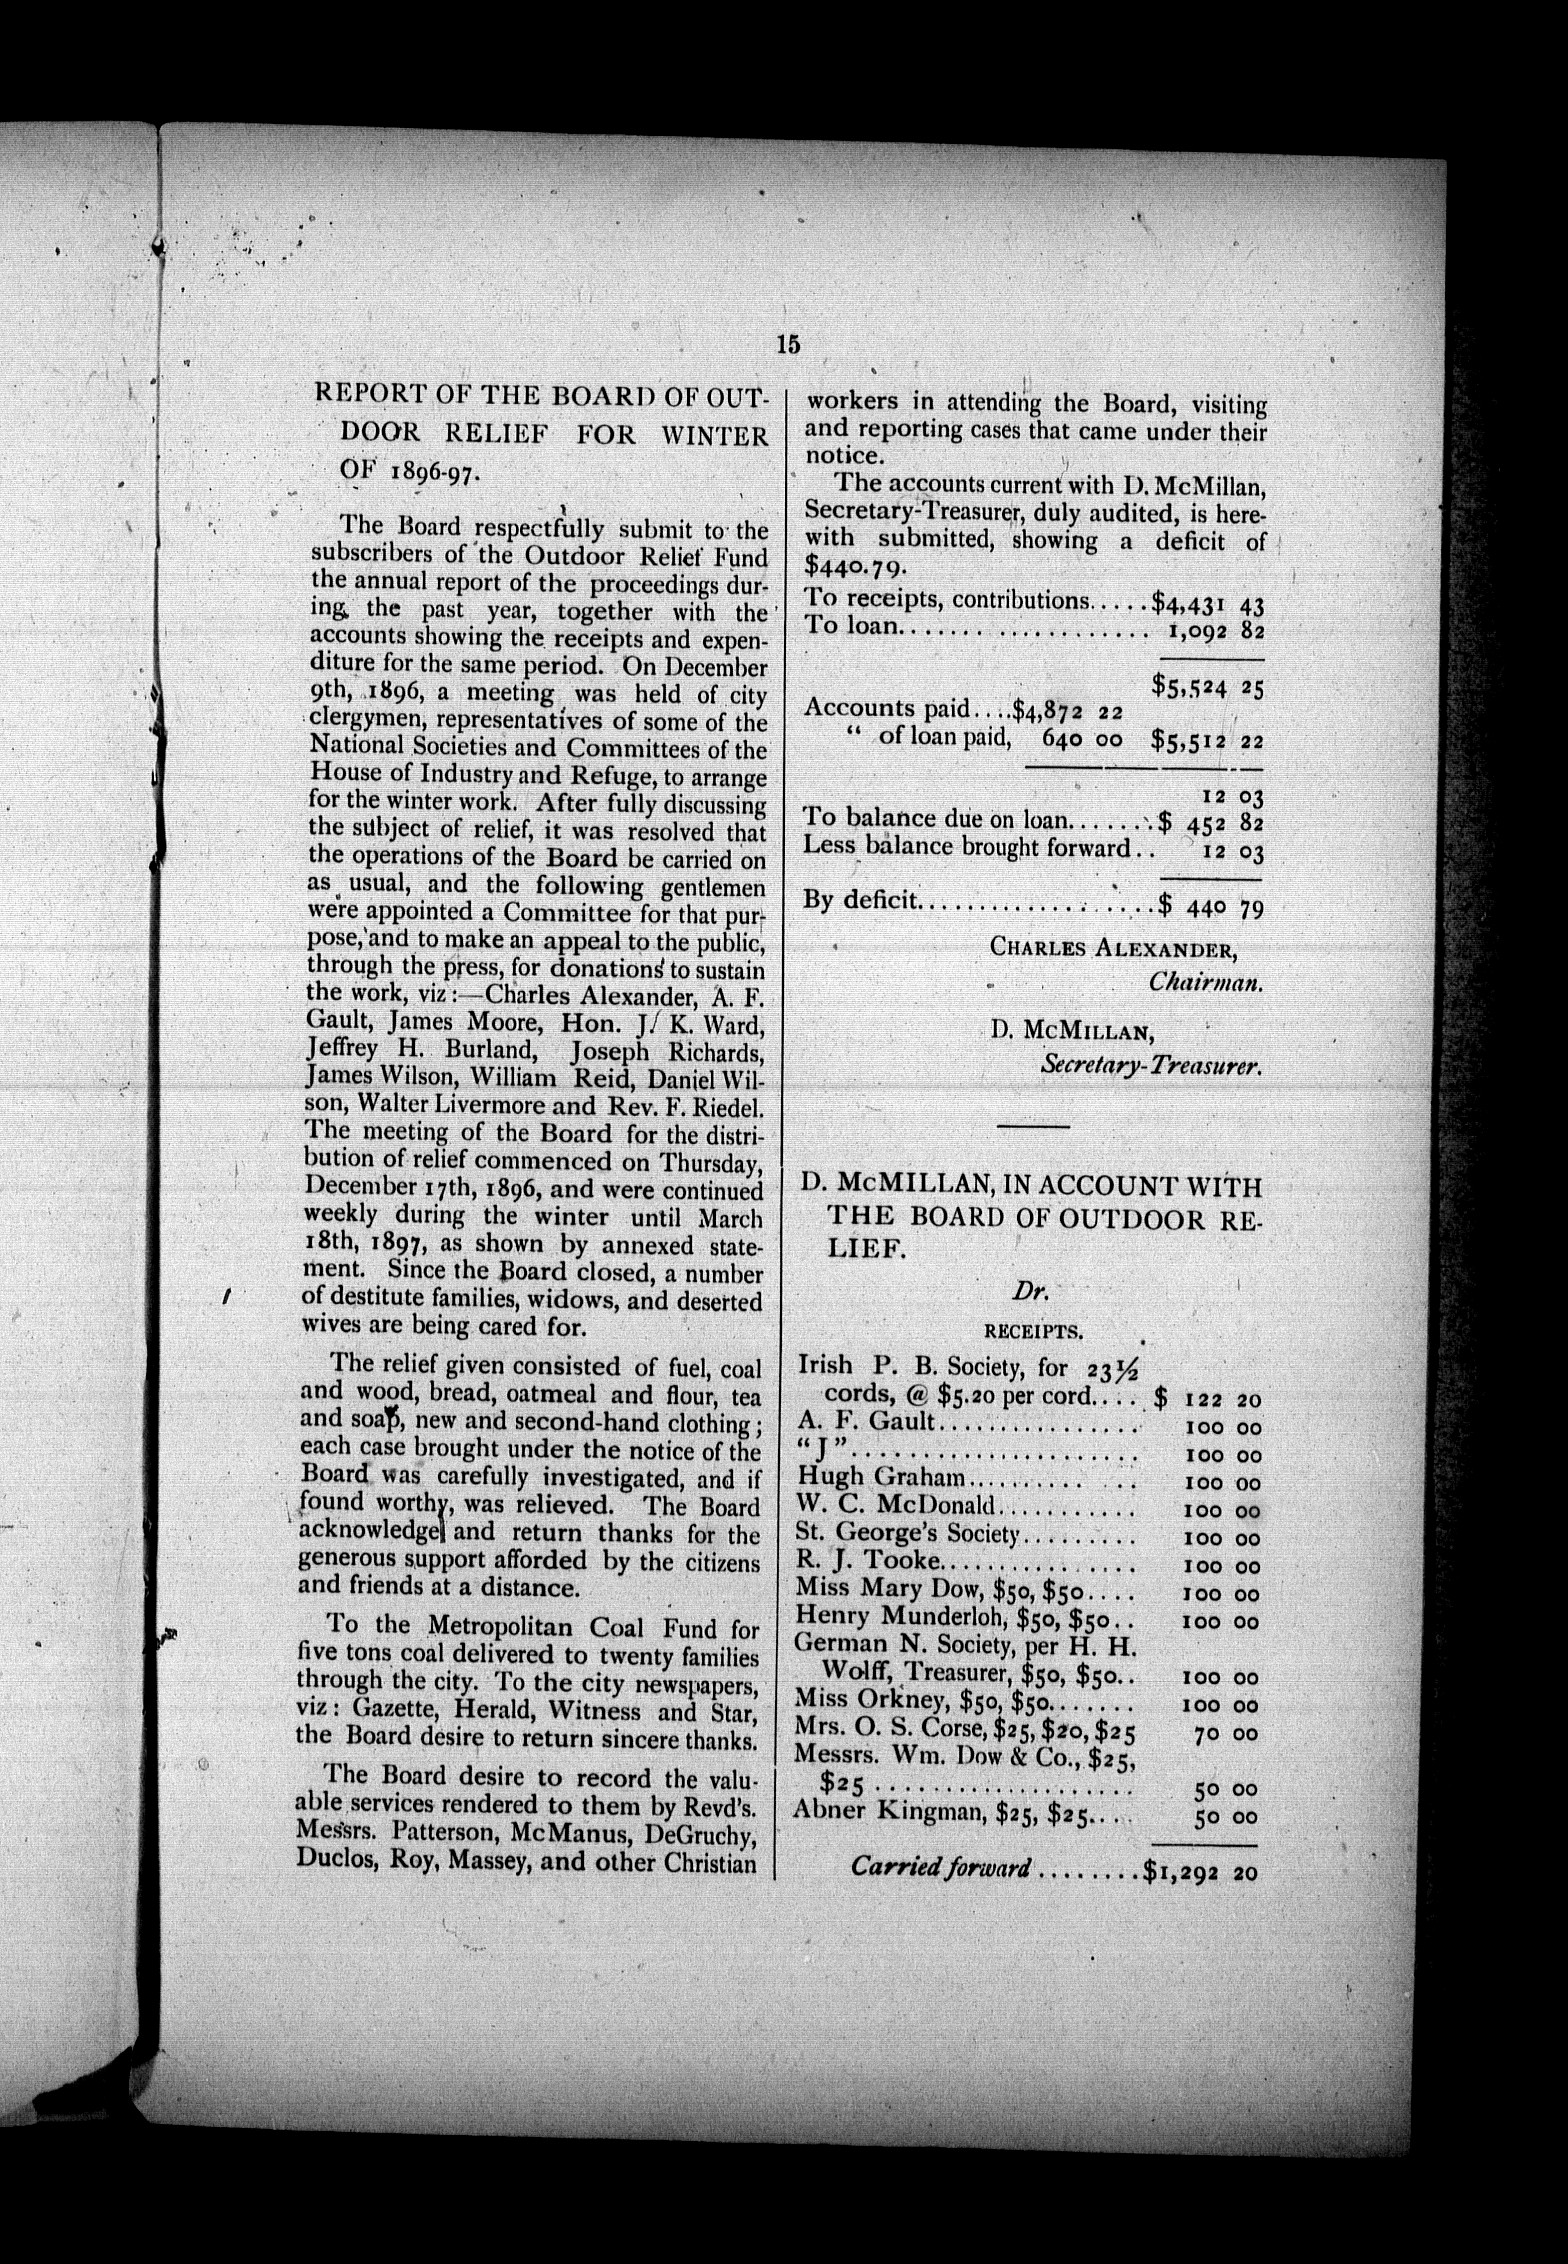 15
REPORT OF THE BOARD OF OUT-
DOOR RELIEF FOR WINTER
OF 1896-97.
The Board respectfully submit to the
subscribers of the Outdoor Relief Fund
the annual report of the proceedings dur-
ing the past year, together with the
accounts showing the receipts and expen-
diture for the same period. On December
9th, 1896, a meeting was held of city
clergymen, representatives of some of the
National Societies and Committees of the
House of Industry and Refuge, to arrange
for the winter work. After fully discussing
the subject of relief, it was resolved that
the operations of the Board be carried on
as usual, and the following gentlemen
were appointed a Committee for that pur-
pose, and to make an appeal to the public,
through the press, for donations to sustain
the work, viz:—Charles Alexander, A. F.
Gault, James Moore, Hon. J. K. Ward,
Jeffrey H. Burland, Joseph Richards,
James Wilson, William Reid, Daniel Wil-
son, Walter Livermore and Rev. F. Riedel.
The meeting of the Board for the distri-
bution of relief commenced on Thursday,
December 17th, 1896, and were continued
weekly during the winter until March
18th, 1897, as shown by annexed state-
ment. Since the Board closed, a number
of destitute families, widows, and deserted
wives are being cared for.
The relief given consisted of fuel, coal
and wood, bread, oatmeal and flour, tea
and soap, new and second-hand clothing;
each case brought under the notice of the
Board was carefully investigated, and if
found worthy, was relieved. The Board
acknowledge and return thanks for the
generous support afforded by the citizens
and friends at a distance.
To the Metropolitan Coal Fund for
five tons coal delivered to twenty families
through the city. To the city newspapers,
viz: Gazette, Herald, Witness and Star,
the Board desire to return sincere thanks.
The Board desire to record the valu-
able services rendered to them by Revd's.
Messrs. Patterson, McManus, DeGruchy,
Duclos, Roy, Massey, and other Christian
workers in attending the Board, visiting
and reporting cases that came under their
notice.
The accounts current with D. McMillan,
Secretary-Treasurer, duly audited, is here-
with submitted, showing a deficit of
$440.79.
To receipts, contributions.....$4,431 43
To loan.................... 1,092 82
$5,524 25
Accounts paid....$4,872 22
“ of loan paid, 640 00 $5,512 22
12 03
To balance due on loan.......$ 452 82
Less balance brought forward.. 12 03
By deficit...................$ 440 79
CHARLES ALEXANDER,
Chairman.
D. MCMILLAN,
Secretary-Treasurer.
D. McMILLAN, IN ACCOUNT WITH
THE BOARD OF OUTDOOR RE-
LIEF.
Dr.
RECEIPTS.
Irish P. B. Society, for 23½
cords, @ $5.20 per cord.... $ 122 20
A. F. Gault................ 100 00
“J”....................... 100 00
Hugh Graham.......... ... 100 00
W. C. McDonald............ 100 00
St. George's Society.......... 100 00
R. J. Tooke................ 100 00
Miss Mary Dow, $50, $50.... 100 00
Henry Munderloh, $50, $50.. 100 00
German N. Society, per H. H.
Wolff, Treasurer, $50, $50.. 100 00
Miss Orkney, $50, $50....... 100 00
Mrs. O. S. Corse, $25, $20, $25 70 00
Messrs. Wm. Dow & Co., $25,
$25 .................... 50 00
Abner Kingman, $25, $25.... 50 00
Carried forward ........$1,292 20